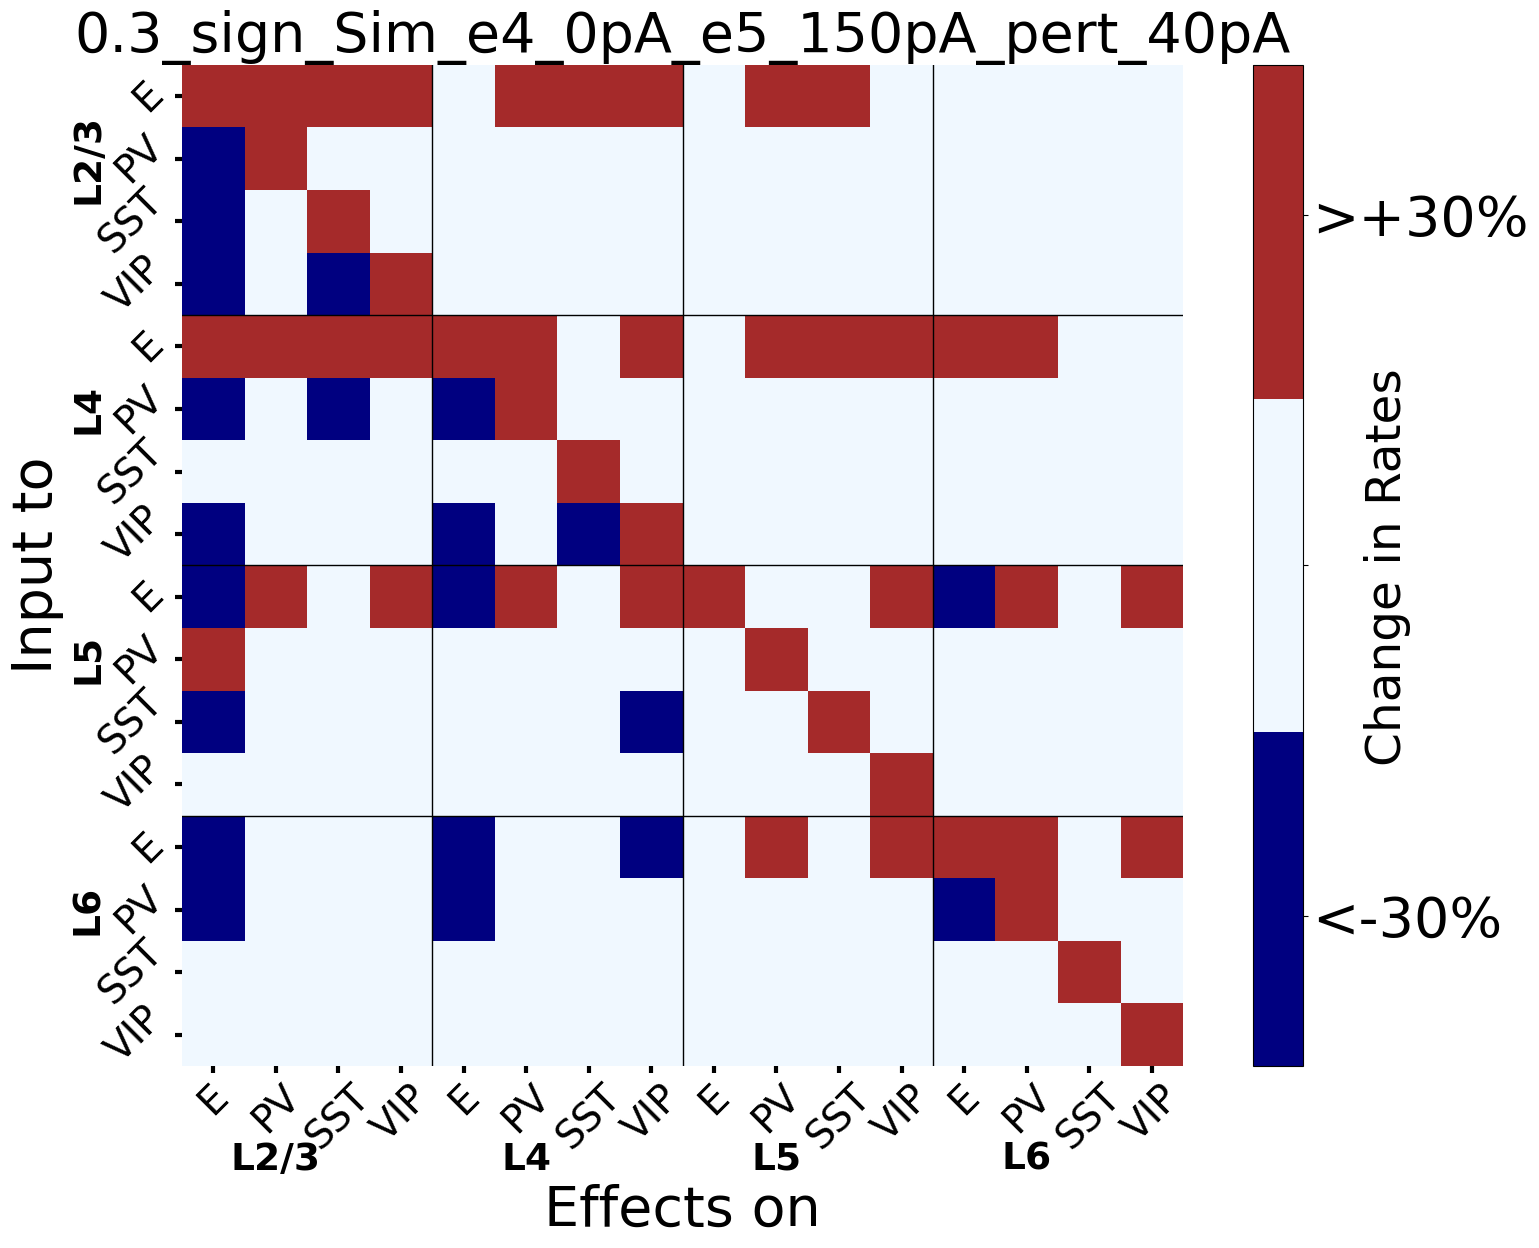 0.3_sign_Sim_e4_0pA_e5_150pA_pert_40pA
Input to
L2/3
E
PV
SST
VIP
L4
E
PV
SST
VIP
L5
E
PV
SST
VIP
L6
E
PV
SST
VIP
E PV SST VIP E PV SST VIP E PV SST VIP E PV SST VIP
L2/3 L4 L5 L6
Effects on
>+30%
<-30%
Change in Rates